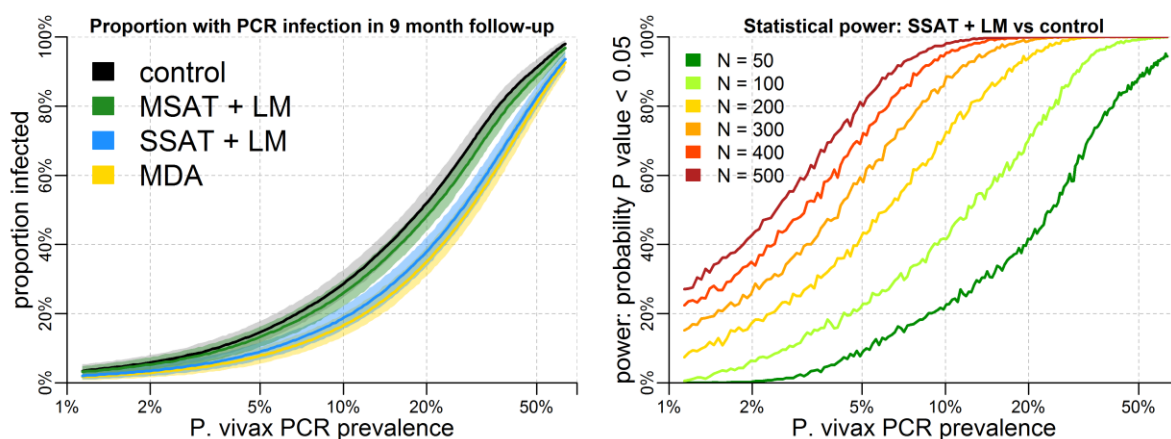 Proportion with PCR infection in 9 month follow-up
proportion infected
100%
80%
60%
40%
20%
0%
control
MSAT + LM
SSAT + LM
MDA
1% 2% 5% 10% 20% 50%
P. vivax PCR prevalence
Statistical power: SSAT + LM vs control
power: probability P value < 0.05
100%
80%
60%
40%
20%
0%
N = 50
N = 100
N = 200
N = 300
N = 400
N = 500
1% 2% 5% 10% 20% 50%
P. vivax PCR prevalence